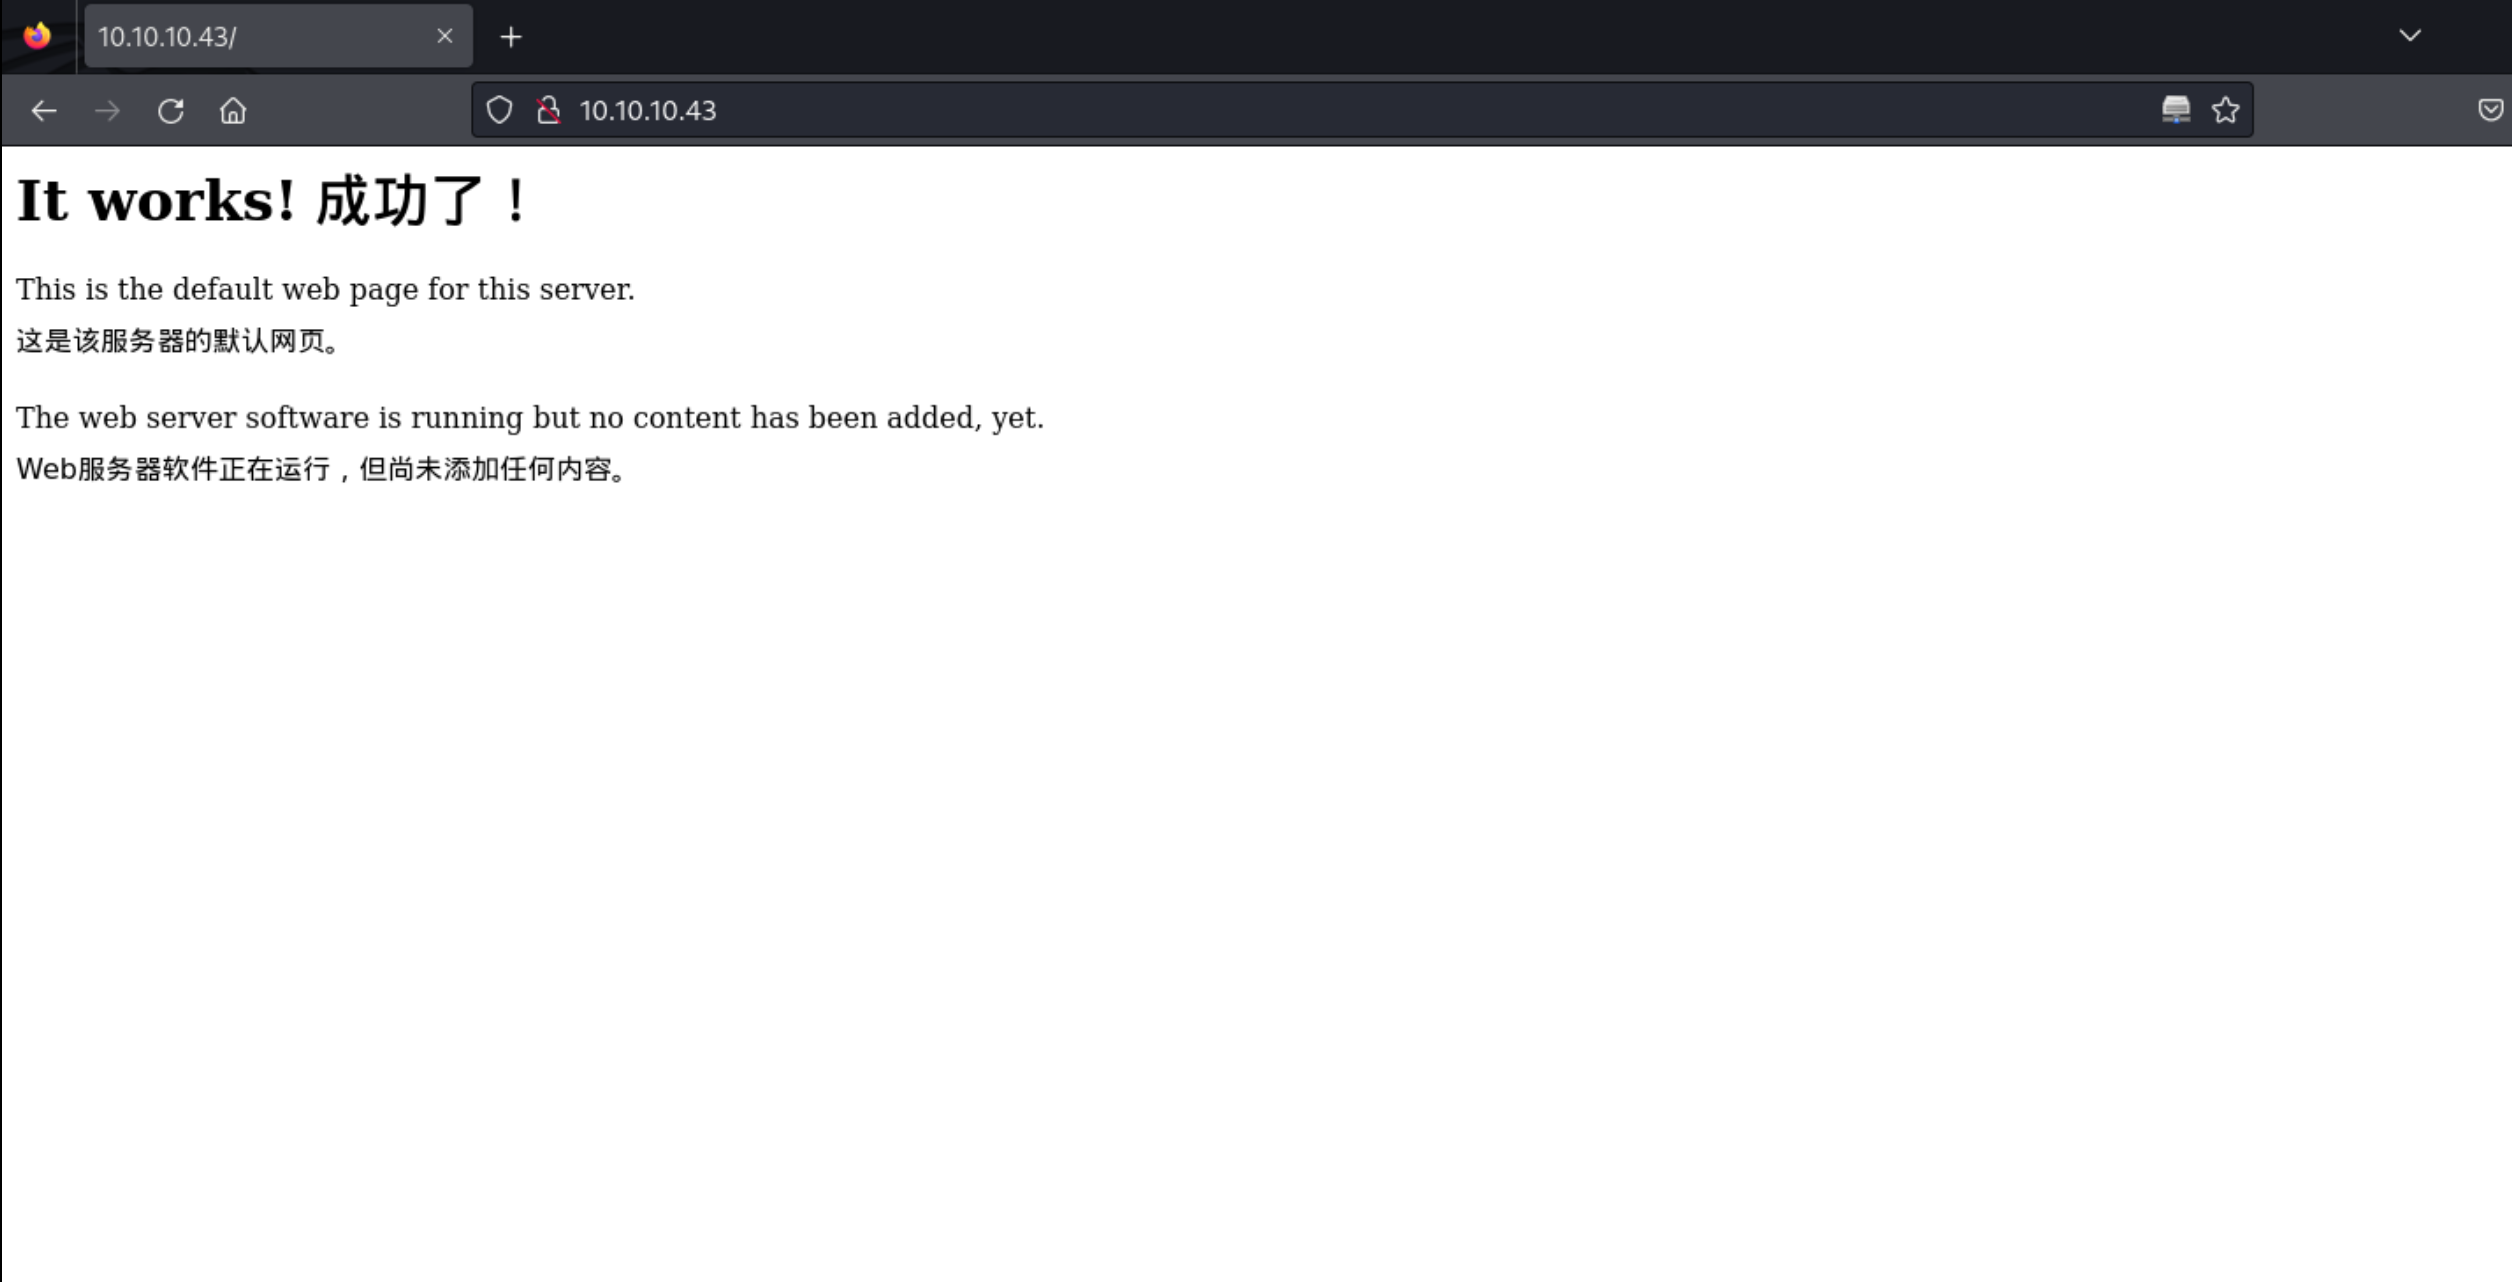 10.10.10.43/
10.10.10.43
It works! 成功了！
This is the default web page for this server.
这是该服务器的默认网页。
The web server software is running but no content has been added, yet.
Web服务器软件正在运行，但尚未添加任何内容。